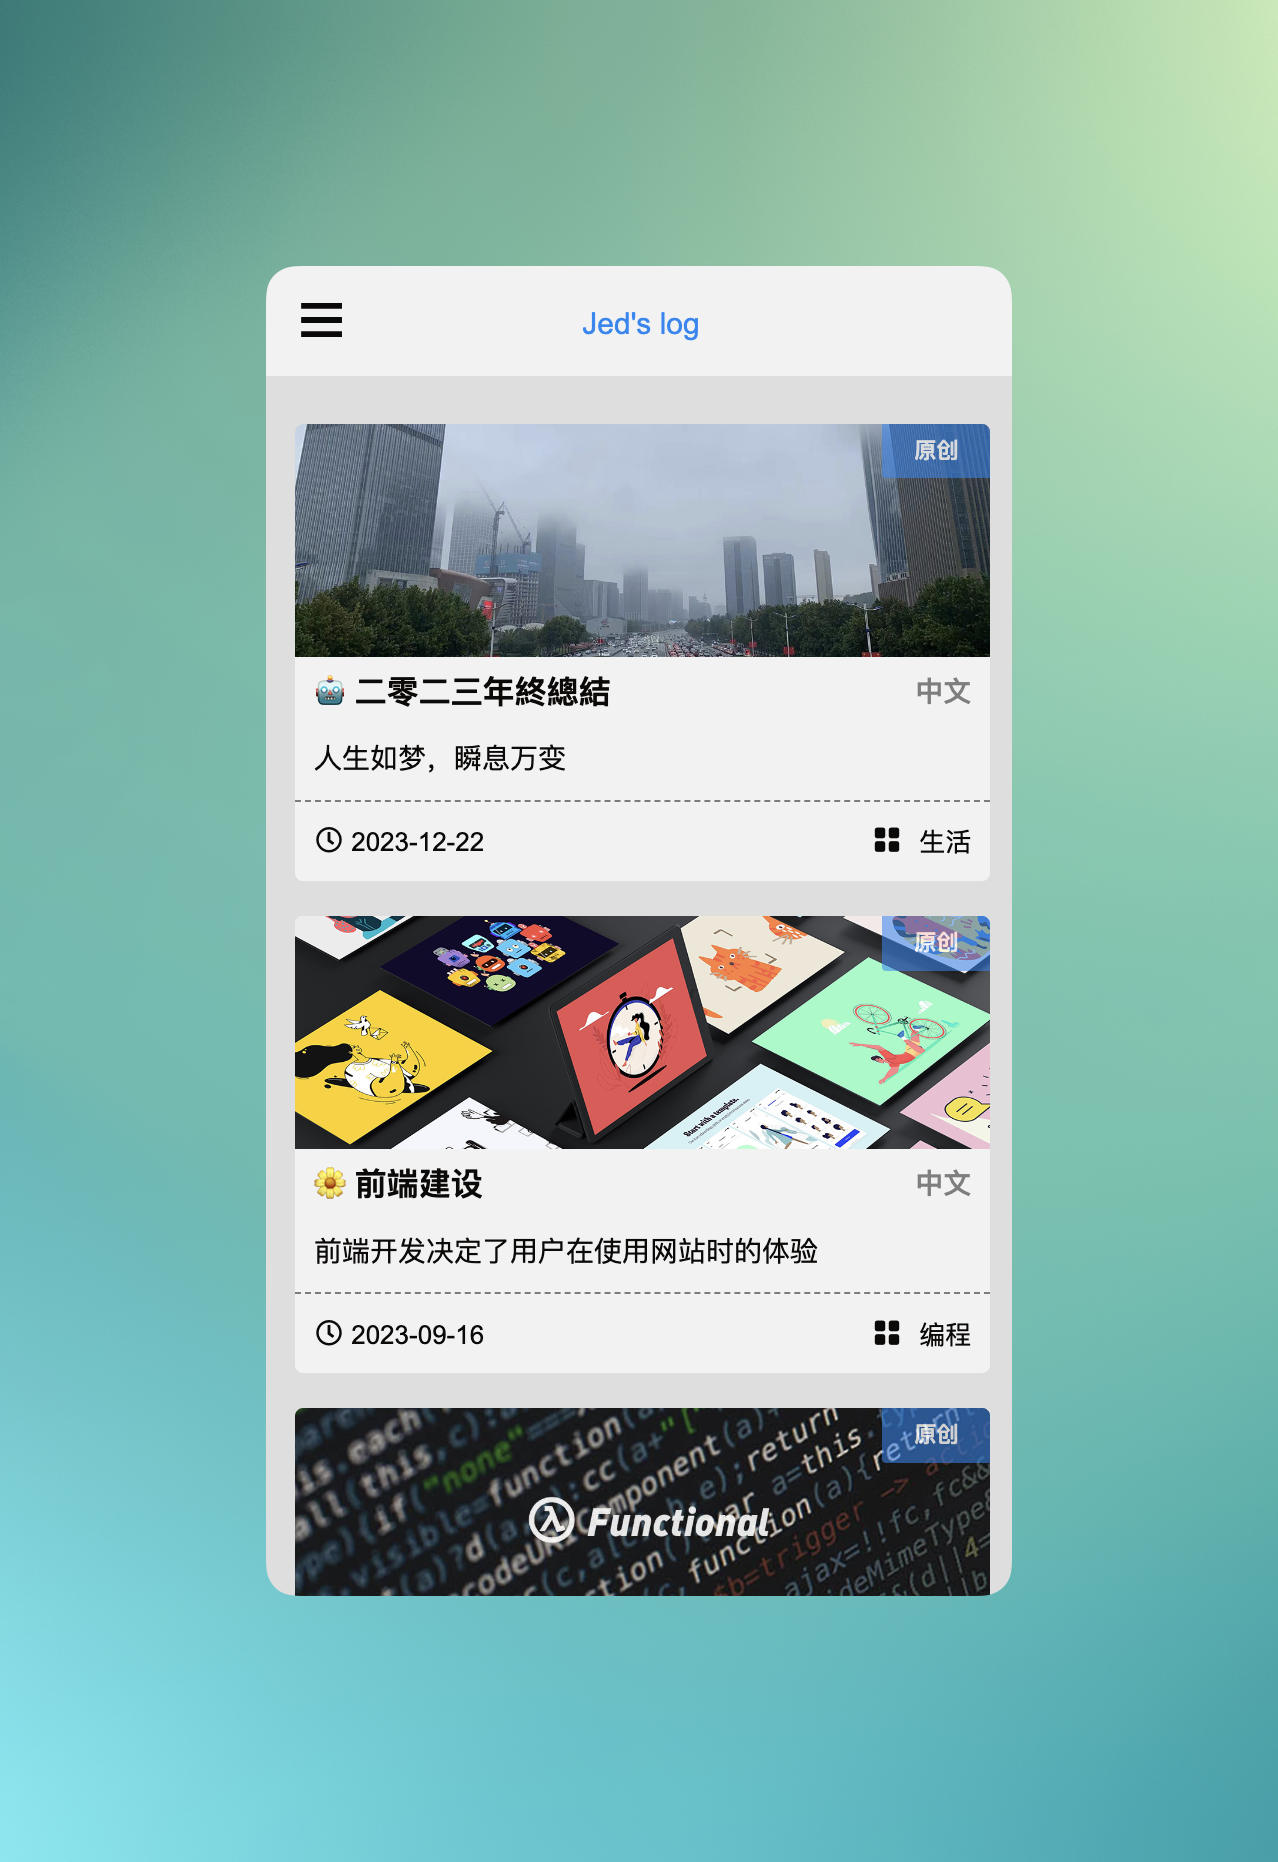 Jed's log
原创
🤖 二零二三年終總結
中文
人生如梦，瞬息万变
2023-12-22
生活
原创
Start with a template.
🌼 前端建设
中文
前端开发决定了用户在使用网站时的体验
2023-09-16
编程
原创
Functional